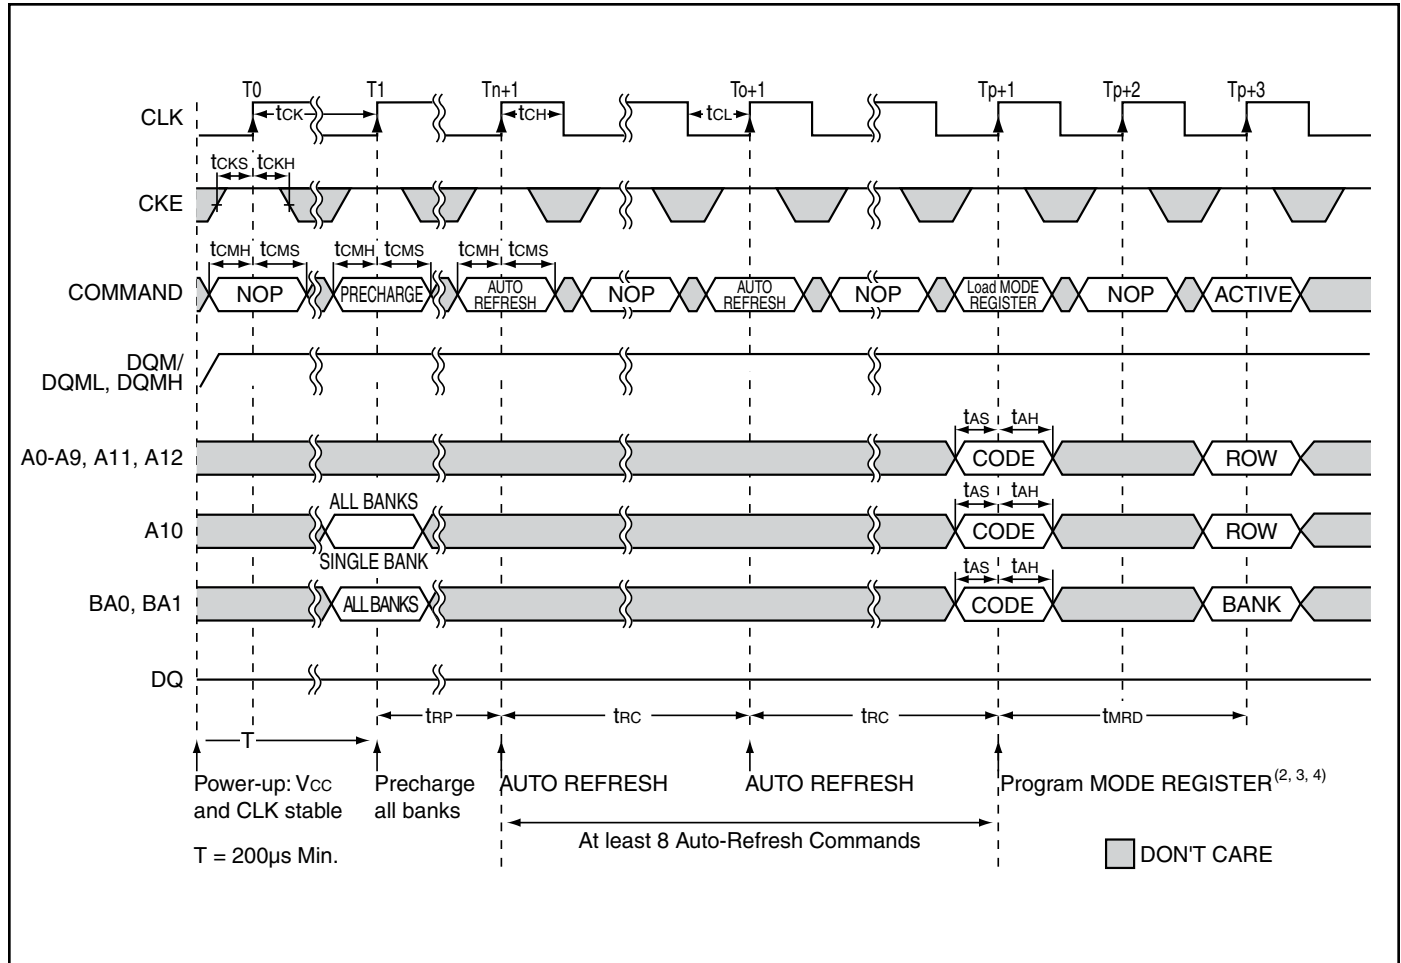 T0 T1 Tn+1 To+1 Tp+1 Tp+2 Tp+3
CLK tCK tCH tCL
tCKS tCKH
CKE
tCMH tCMS tCMH tCMS tCMH tCMS
COMMAND NOP PRECHARGE AUTO REFRESH NOP AUTO REFRESH NOP Load MODE REGISTER NOP ACTIVE
DQM/
DQML, DQMH
tAS tAH
A0-A9, A11, A12 CODE ROW
ALL BANKS tAS tAH
A10 CODE ROW
SINGLE BANK
tAS tAH
BA0, BA1 ALL BANKS CODE BANK
DQ
tRP tRC tRC tMRD
T
Power-up: VCC
and CLK stable
Precharge
all banks
AUTO REFRESH AUTO REFRESH Program MODE REGISTER(2, 3, 4)
At least 8 Auto-Refresh Commands
T = 200µs Min.
DON'T CARE